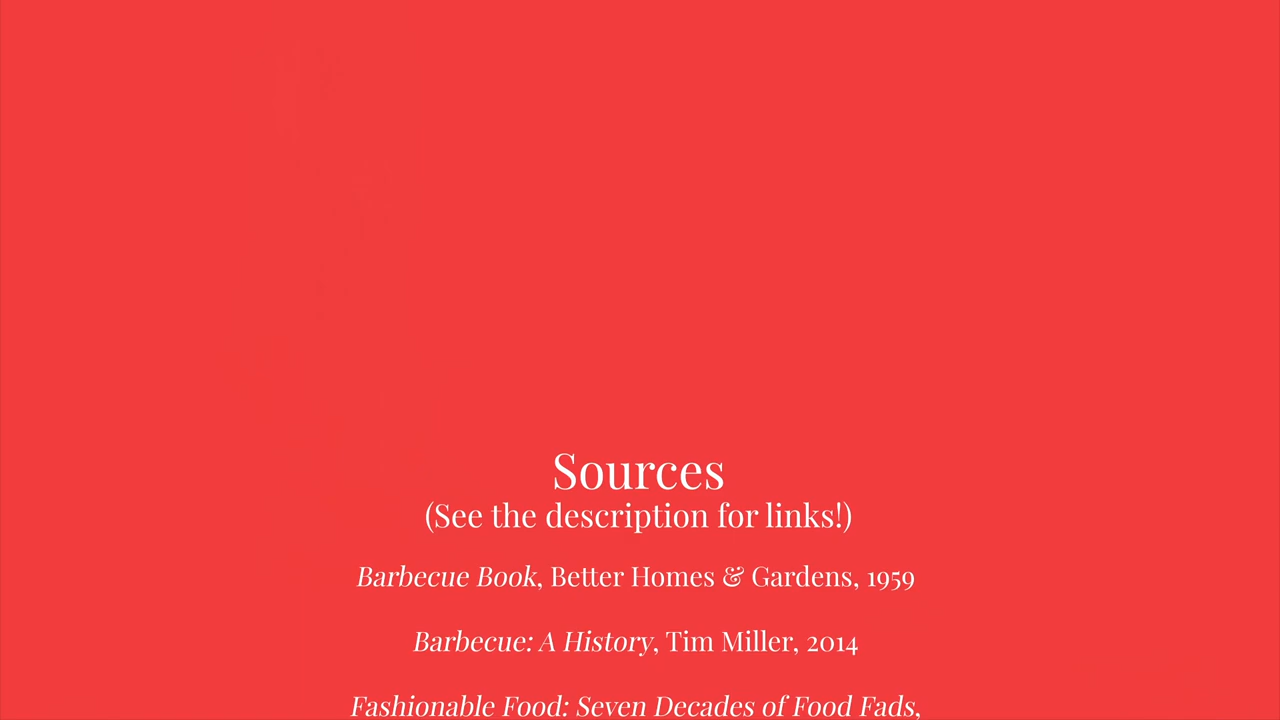 Sources
(See the description for links!)
Barbecue Book, Better Homes & Gardens, 1959
Barbecue: A History, Tim Miller, 2014
Fashionable Food: Seven Decades of Food Fads,